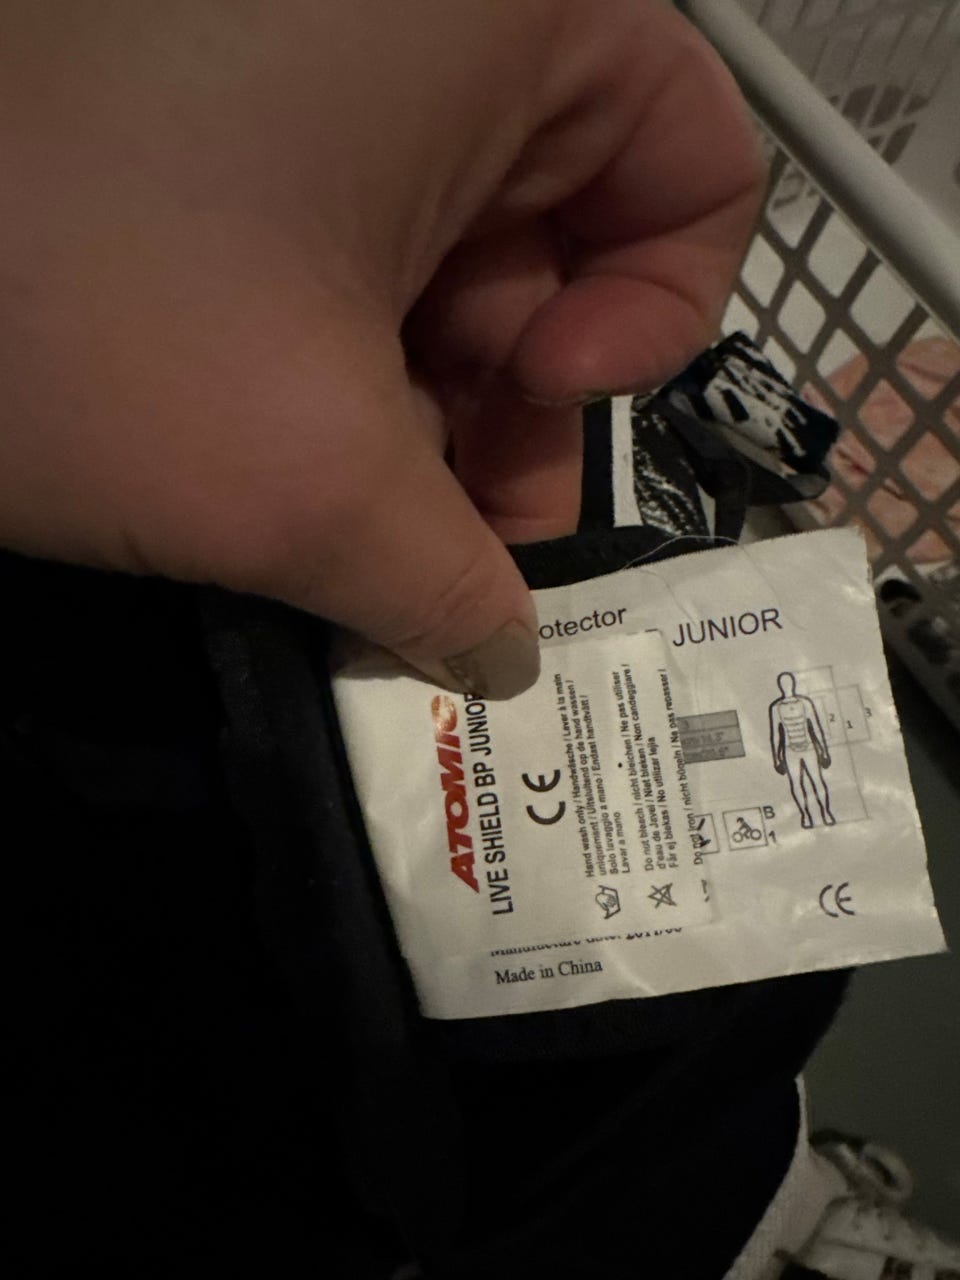 JUNIOR
ATOMIC
LIVE SHIELD BP JUNIOR
CE
Hand wash only / Handwäsche / Laver à la main
uniquement / Uitsluitend op de hand wassen /
Solo lavaggio a mano / Endast handtvätt /
Lavar a mano
Do not bleach / nicht bleichen / Ne pas utiliser
d'eau de Javel / Niet bleken / Non candeggiare /
Får ej blekas / No utilizar lejía
Do not iron / nicht bügeln / Ne pas repasser /
2
1
3
B
1
CE
Made in China